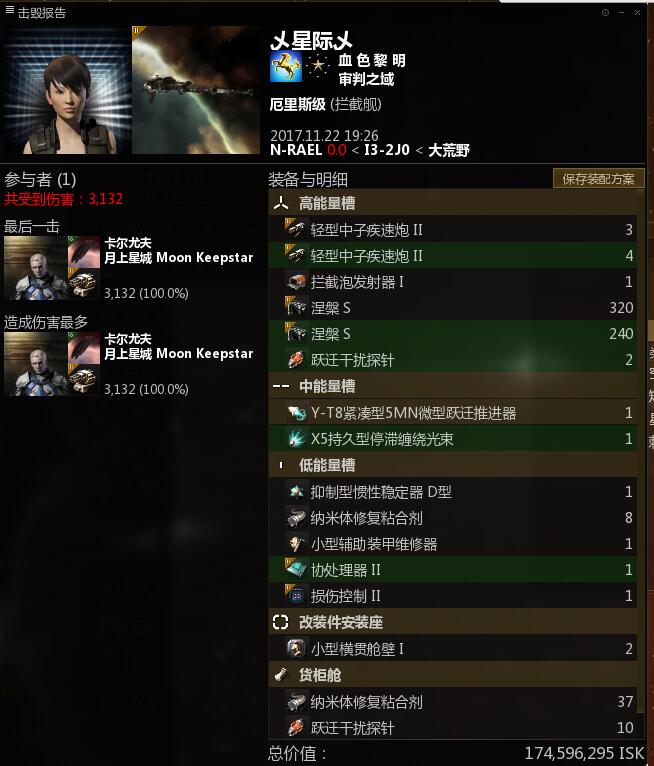 击毁报告
乄星际乄
血色黎明
审判之域
厄里斯级 (拦截舰)
2017.11.22 19:26
N-RAEL 0.0 < I3-2J0 < 大荒野
参与者 (1)
共受到伤害：3,132
最后一击
卡尔尤夫
月上星城 Moon Keepstar
3,132 (100.0%)
造成伤害最多
卡尔尤夫
月上星城 Moon Keepstar
3,132 (100.0%)
装备与明细 保存装配方案
高能量槽
轻型中子疾速炮 II 3
轻型中子疾速炮 II 4
拦截泡发射器 I 1
涅槃 S 320
涅槃 S 240
跃迁干扰探针 2
中能量槽
Y-T8紧凑型5MN微型跃迁推进器 1
X5持久型停滞缠绕光束 1
低能量槽
抑制型惯性稳定器 D型 1
纳米体修复粘合剂 8
小型辅助装甲维修器 1
协处理器 II 1
损伤控制 II 1
改装件安装座
小型横贯舱壁 I 2
货柜舱
纳米体修复粘合剂 37
跃迁干扰探针 10
总价值： 174,596,295 ISK